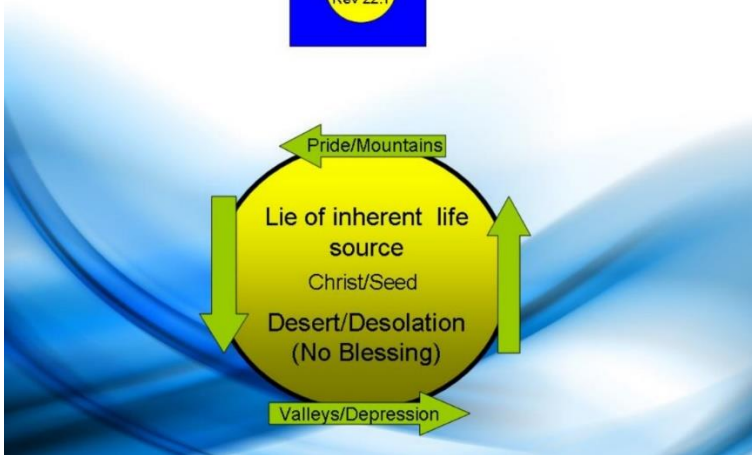 Rev 22:1
Pride/Mountains
Lie of inherent life
source
Christ/Seed
Desert/Desolation
(No Blessing)
Valleys/Depression